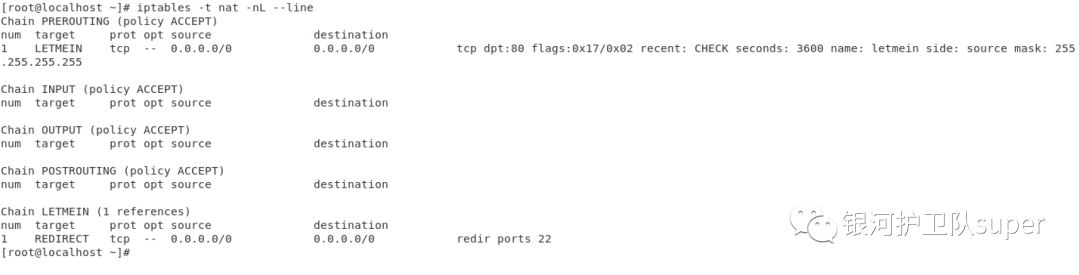 [root@localhost ~]# iptables -t nat -nL --line
Chain PREROUTING (policy ACCEPT)
num  target     prot opt source               destination
1    LETMEIN    tcp  --  0.0.0.0/0            0.0.0.0/0            tcp dpt:80 flags:0x17/0x02 recent: CHECK seconds: 3600 name: letmein side: source mask: 255
.255.255.255
Chain INPUT (policy ACCEPT)
num  target     prot opt source               destination
Chain OUTPUT (policy ACCEPT)
num  target     prot opt source               destination
Chain POSTROUTING (policy ACCEPT)
num  target     prot opt source               destination
Chain LETMEIN (1 references)
num  target     prot opt source               destination
1    REDIRECT   tcp  --  0.0.0.0/0            0.0.0.0/0            redir ports 22
[root@localhost ~]#
银河护卫队super